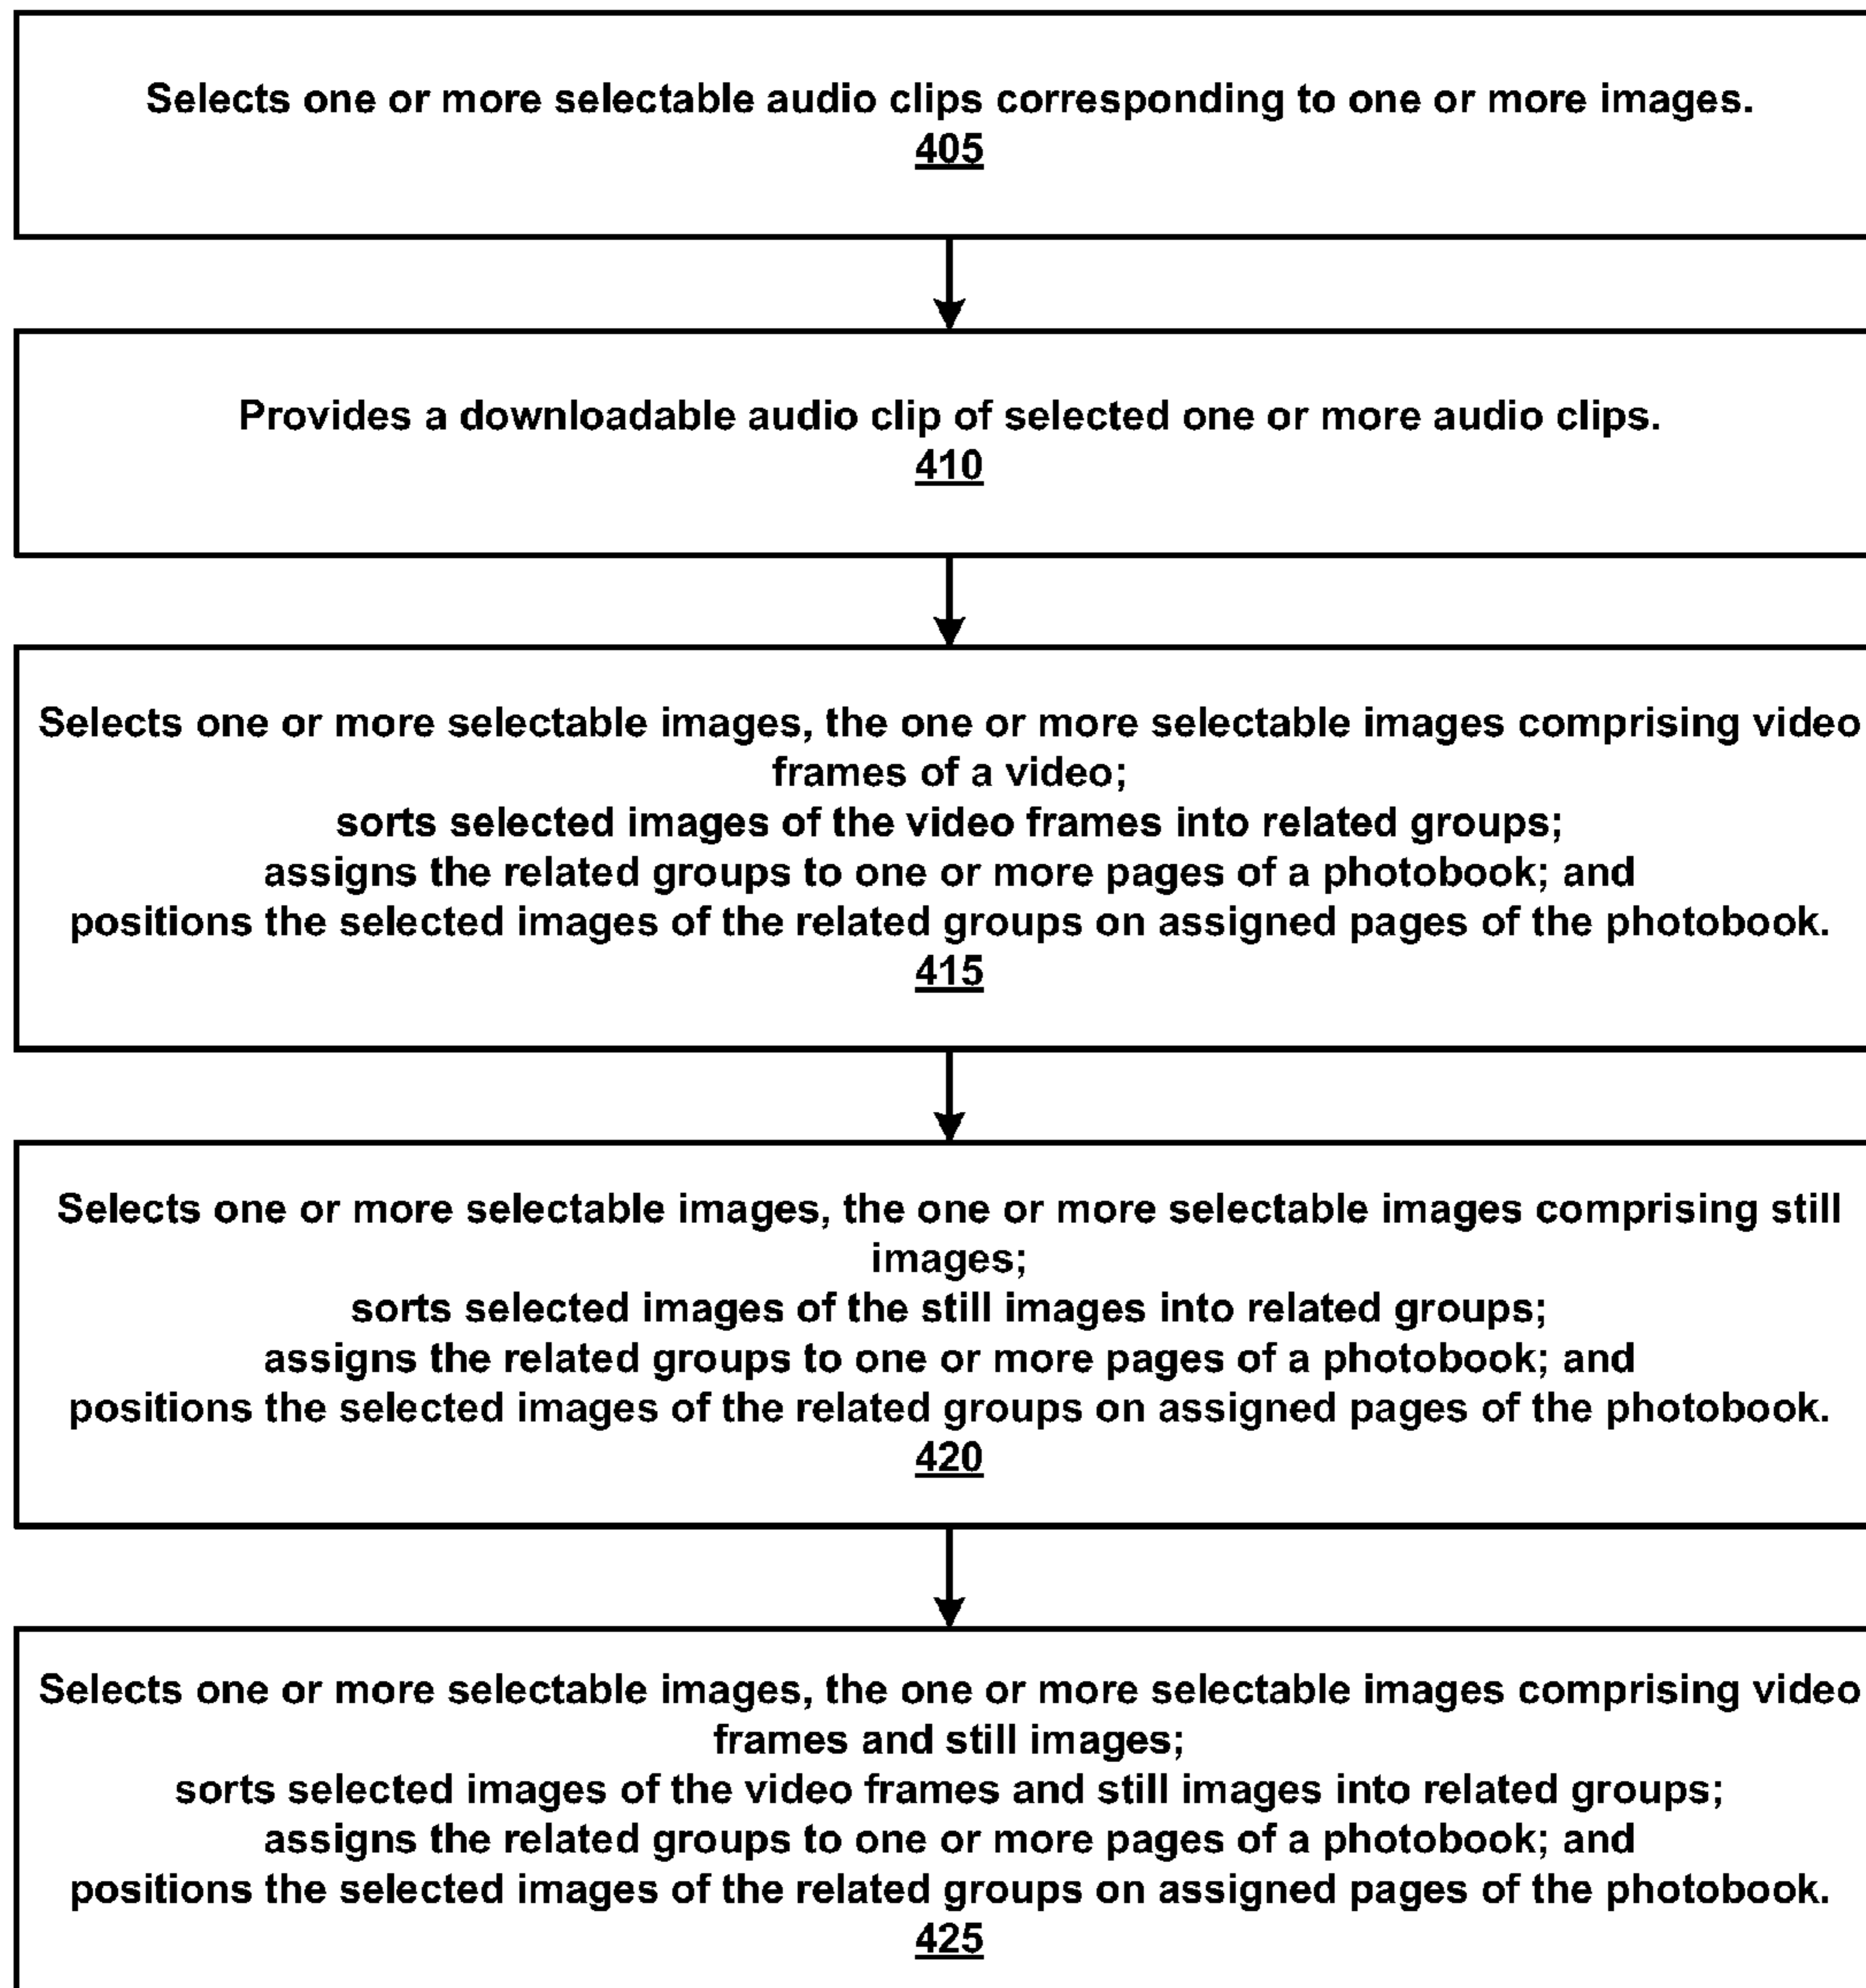 Selects one or more selectable audio clips corresponding to one or more images.
405
Provides a downloadable audio clip of selected one or more audio clips.
410
Selects one or more selectable images, the one or more selectable images comprising video
frames of a video;
sorts selected images of the video frames into related groups;
assigns the related groups to one or more pages of a photobook; and
positions the selected images of the related groups on assigned pages of the photobook.
415
Selects one or more selectable images, the one or more selectable images comprising still
images;
sorts selected images of the still images into related groups;
assigns the related groups to one or more pages of a photobook; and
positions the selected images of the related groups on assigned pages of the photobook.
420
Selects one or more selectable images, the one or more selectable images comprising video
frames and still images;
sorts selected images of the video frames and still images into related groups;
assigns the related groups to one or more pages of a photobook; and
positions the selected images of the related groups on assigned pages of the photobook.
425